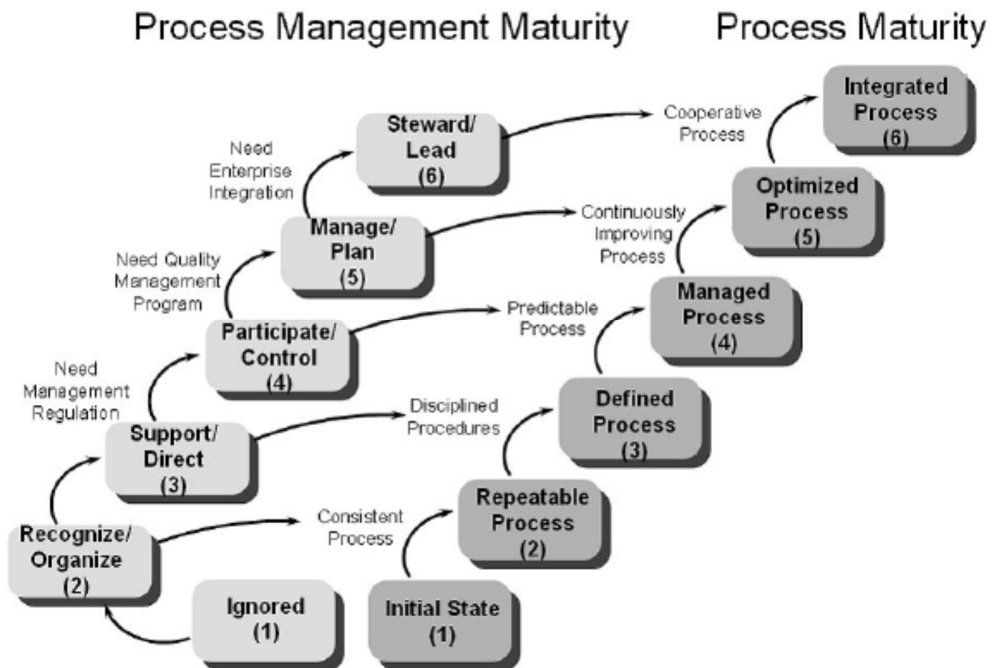 Process Management Maturity
Process Maturity
Integrated
Process
(6)
Cooperative
Process
Steward/
Lead
(6)
Need
Enterprise
Integration
Optimized
Process
(5)
Continuously
Improving
Process
Manage/
Plan
(5)
Need Quality
Management
Program
Managed
Process
(4)
Predictable
Process
Participate/
Control
(4)
Need
Management
Regulation
Defined
Process
(3)
Disciplined
Procedures
Support/
Direct
(3)
Repeatable
Process
(2)
Consistent
Process
Recognize/
Organize
(2)
Ignored
(1)
Initial State
(1)